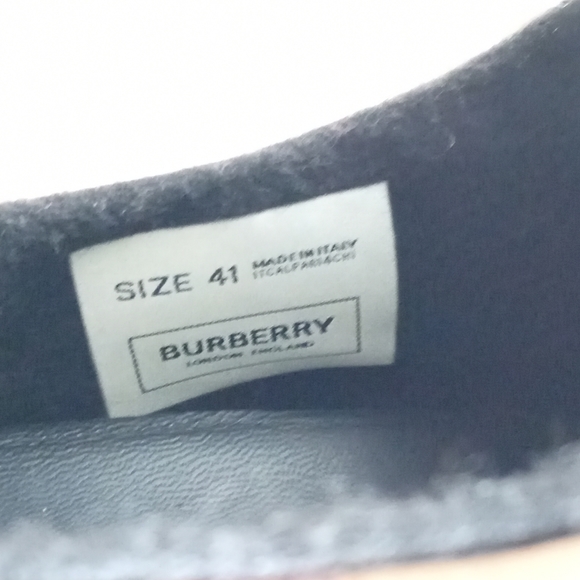 SIZE 41
MADE IN ITALY
BURBERRY
LONDON ENGLAND